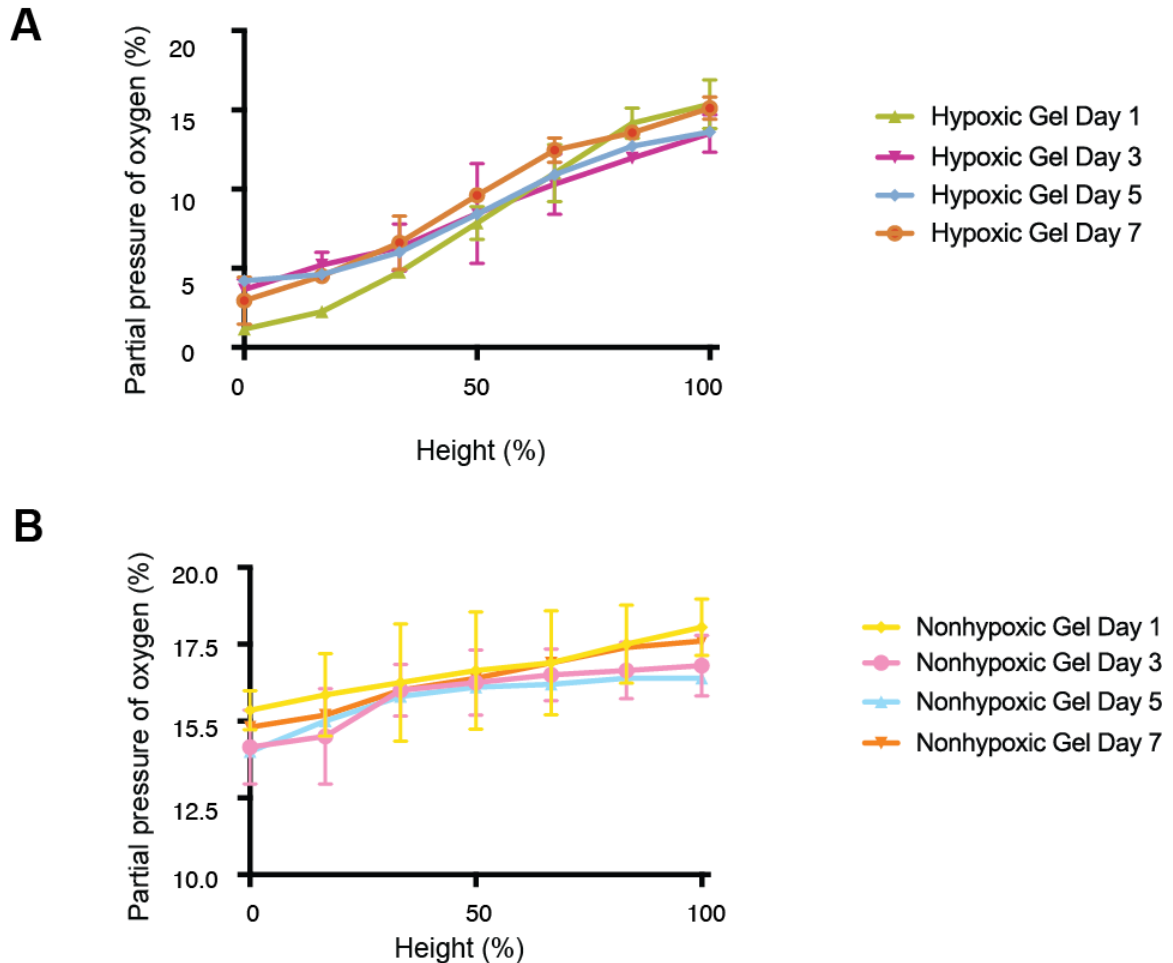 A
Partial pressure of oxygen (%)
20
15
10
5
0
0
50
100
Height (%)
Hypoxic Gel Day 1
Hypoxic Gel Day 3
Hypoxic Gel Day 5
Hypoxic Gel Day 7
B
Partial pressure of oxygen (%)
20.0
17.5
15.5
12.5
10.0
0
50
100
Height (%)
Nonhypoxic Gel Day 1
Nonhypoxic Gel Day 3
Nonhypoxic Gel Day 5
Nonhypoxic Gel Day 7